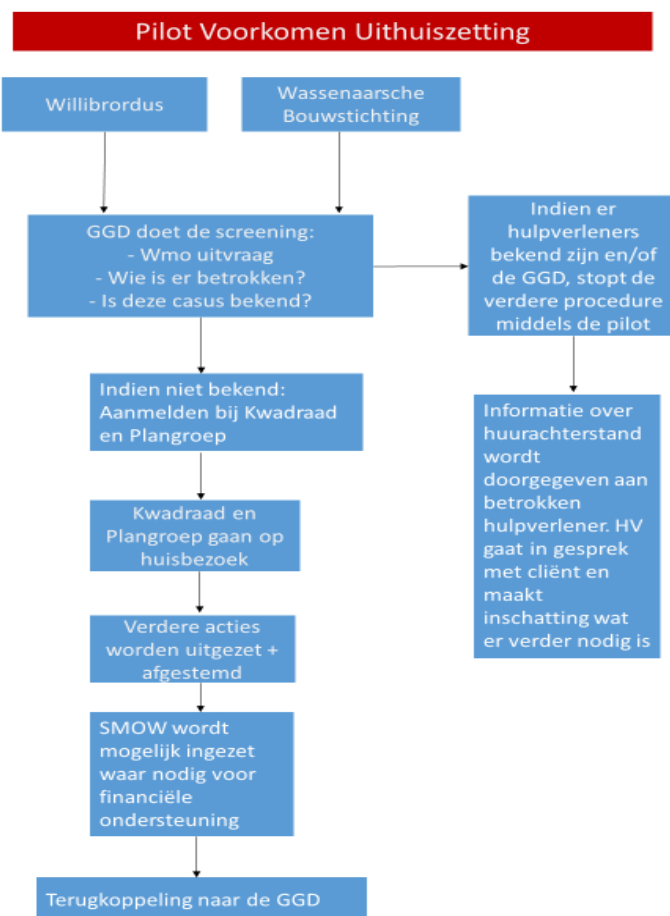 Pilot Voorkomen Uithuiszetting
Willibrordus
Wassenaarsche
Bouwstichting
GGD doet de screening:
- Wmo uitvraag
- Wie is er betrokken?
- Is deze casus bekend?
Indien er
hulpverleners
bekend zijn en/of
de GGD, stopt de
verdere procedure
middels de pilot
Indien niet bekend:
Aanmelden bij Kwadraad
en Plangroep
Informatie over
huurachterstand
wordt
doorgegeven aan
betrokken
hulpverlener. HV
gaat in gesprek
met cliënt en
maakt
inschatting wat
er verder nodig is
Kwadraad en
Plangroep gaan op
huisbezoek
Verdere acties
worden uitgezet +
afgestemd
SMOW wordt
mogelijk ingezet
waar nodig voor
financiële
ondersteuning
Terugkoppeling naar de GGD